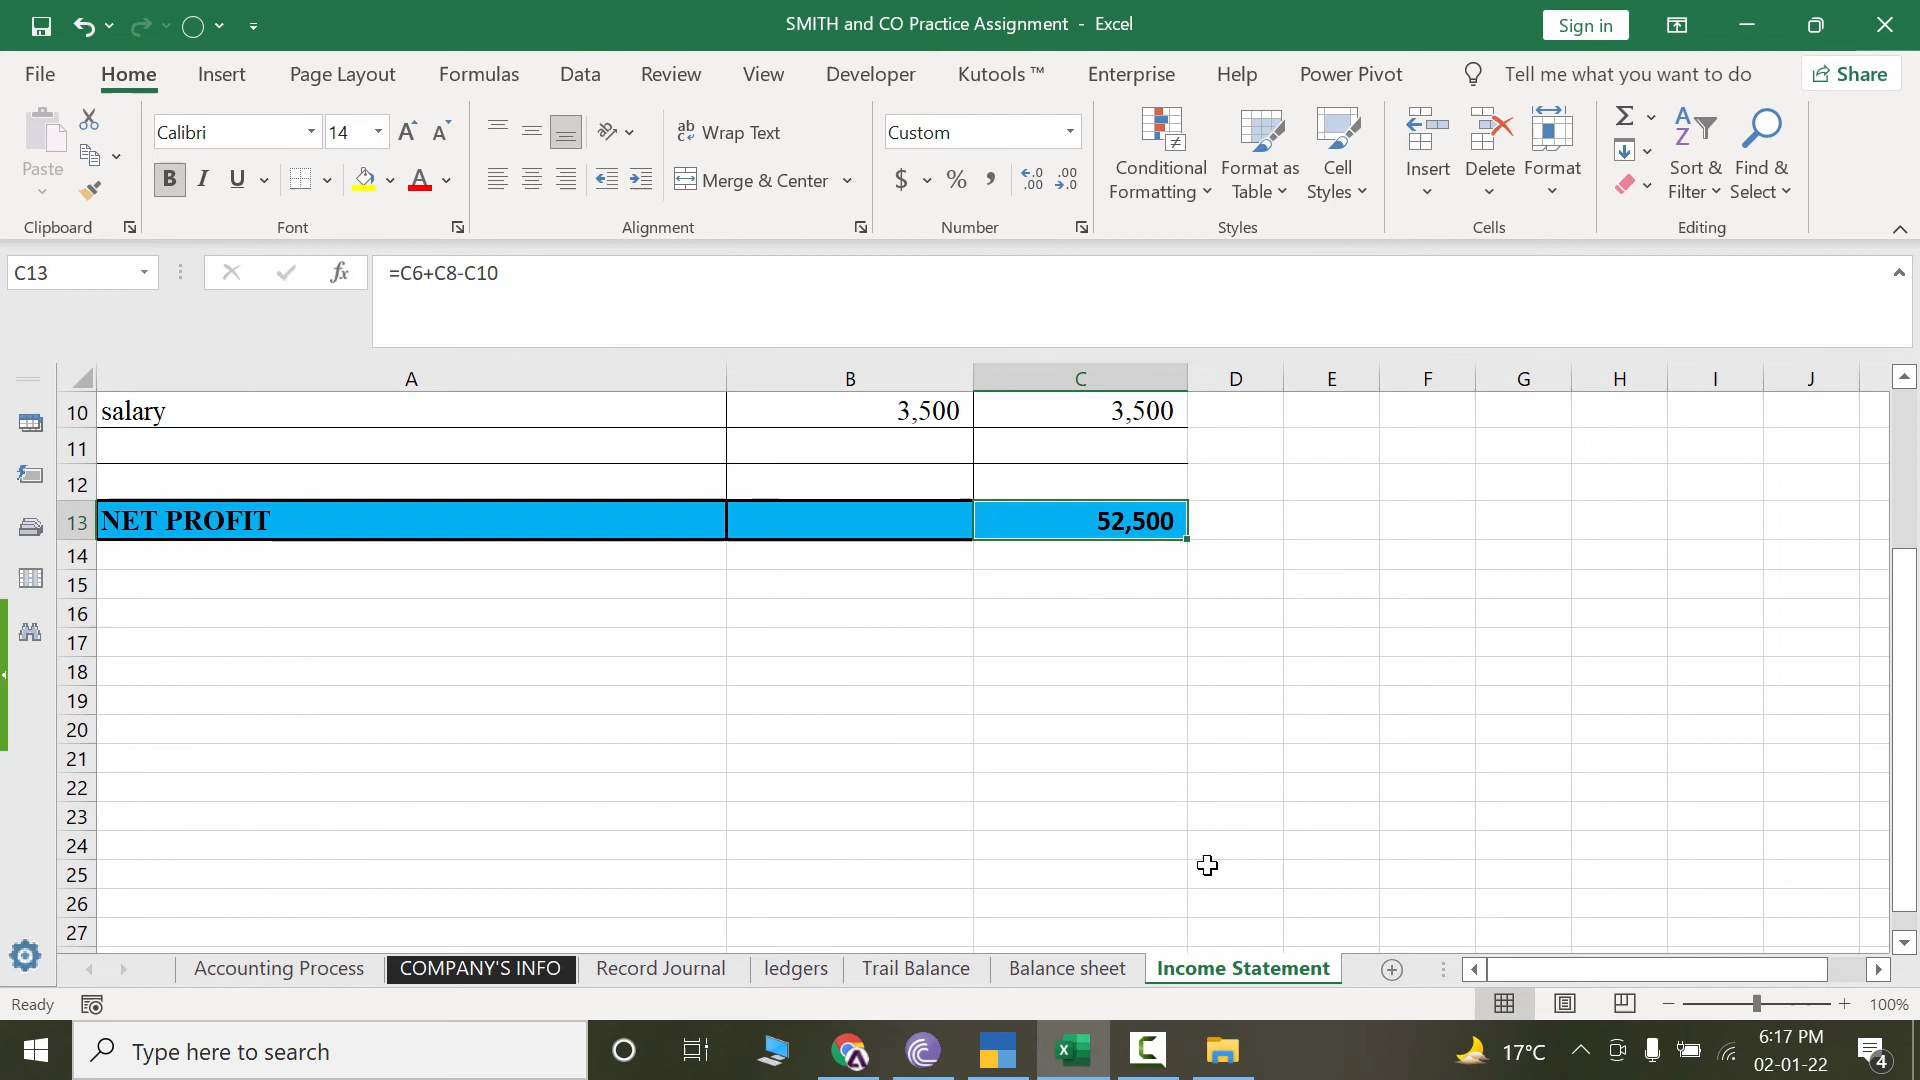 SMITH and CO Practice Assignment - Excel
Sign in
File Home Insert Page Layout Formulas Data Review View Developer Kutools ™ Enterprise Help Power Pivot Tell me what you want to do Share
Paste
Calibri 14 A A
ab Wrap Text
Custom
B I U A
Merge & Center
$ % , .00 .0
Conditional Formatting
Format as Table
Cell Styles
Insert
Delete
Format
Sort & Filter
Find & Select
Clipboard Font Alignment Number Styles Cells Editing
C13 fx =C6+C8-C10
A B C D E F G H I J
10 salary 3,500 3,500
11
12
13 NET PROFIT 52,500
14
15
16
17
18
19
20
21
22
23
24
25
26
27
Accounting Process COMPANY'S INFO Record Journal ledgers Trail Balance Balance sheet Income Statement
Ready 100%
Type here to search
17°C
6:17 PM
02-01-22
4